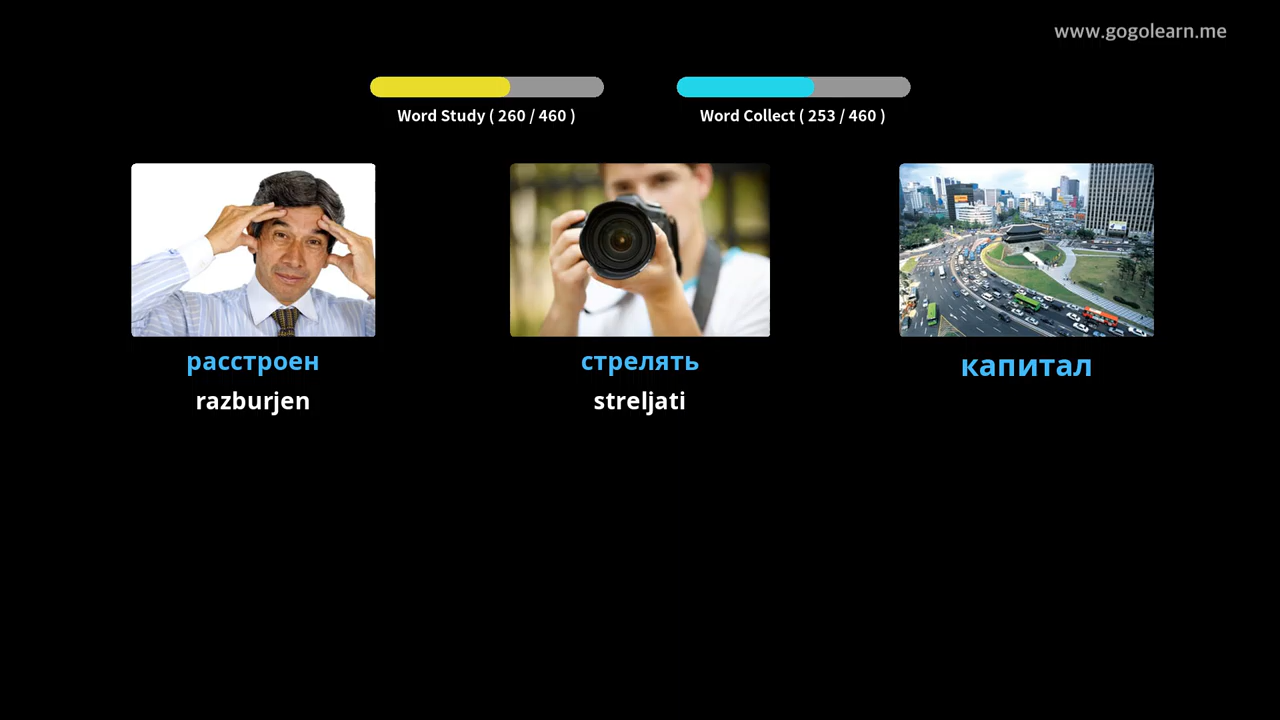 www.gogolearn.me
Word Study ( 260 / 460 )
Word Collect ( 253 / 460 )
расстроен
razburjen
стрелять
streljati
капитал